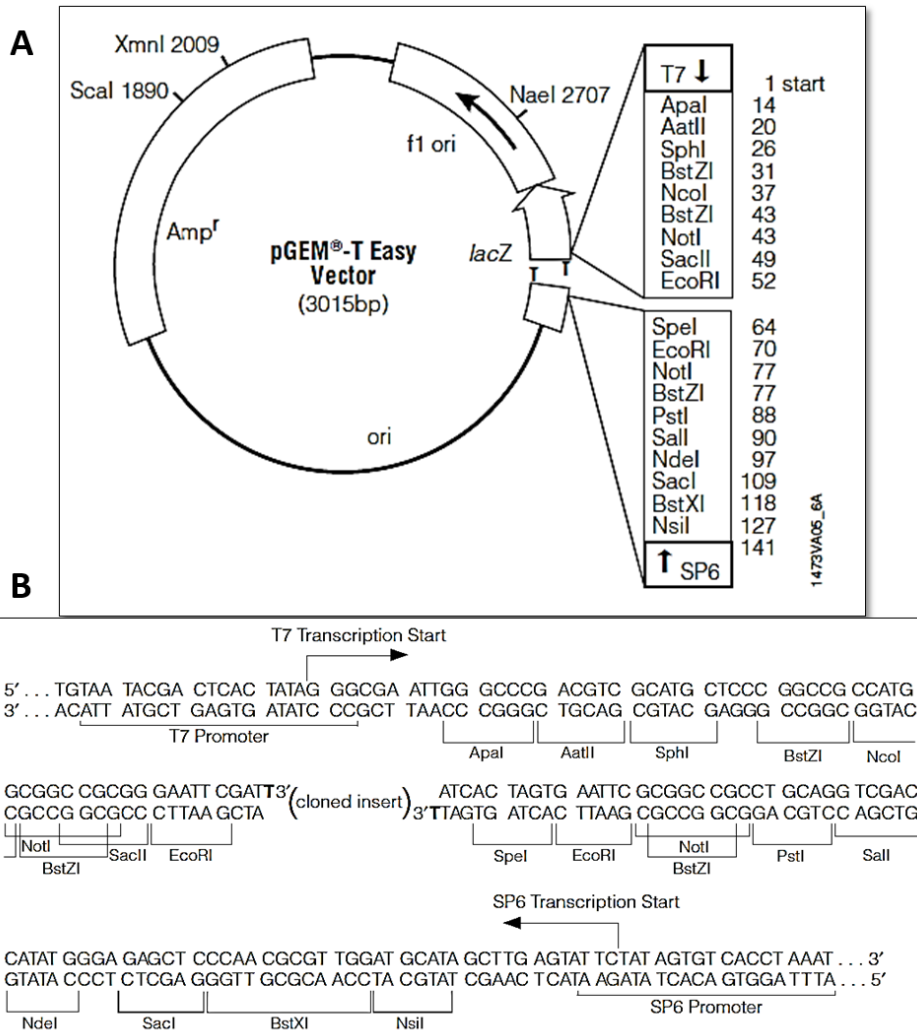 A
XmnI 2009
ScaI 1890
NaeI 2707
f1 ori
Ampr
pGEM®-T Easy
Vector
(3015bp)
lacZ
T T
ori
T7 ↓
1 start
ApaI 14
AatII 20
SphI 26
BstZI 31
NcoI 37
BstZI 43
NotI 43
SacII 49
EcoRI 52
SpeI 64
EcoRI 70
NotI 77
BstZI 77
PstI 88
SalI 90
NdeI 97
SacI 109
BstXI 118
NsiI 127
↑ SP6 141
1473VA05_6A
B
T7 Transcription Start
5′ . . . TGTAA TACGA CTCAC TATAG GGCGA ATTGG GCCCG ACGTC GCATG CTCCC GGCCG CCATG
3′ . . . ACATT ATGCT GAGTG ATATC CCGCT TAACC CGGGC TGCAG CGTAC GAGGG CCGGC GGTAC
T7 Promoter ApaI AatII SphI BstZI NcoI
GCGGC CGCGG GAATT CGATT3′ (cloned insert) ATCAC TAGTG AATTC GCGGC CGCCT GCAGG TCGAC
CGCCG GCGCC CTTAA GCTA 3′TTAGTG ATCAC TTAAG CGCCG GCGGA CGTCC AGCTG
NotI SacII EcoRI SpeI EcoRI NotI PstI SalI
BstZI BstZI
SP6 Transcription Start
CATAT GGGA GAGCT CCCAA CGCGT TGGAT GCATA GCTTG AGTAT TCTAT AGTGT CACCT AAAT . . . 3′
GTATA CCCT CTCGA GGGTT GCGCA ACCTA CGTAT CGAAC TCATA AGATA TCACA GTGGA TTTA . . . 5′
NdeI SacI BstXI NsiI SP6 Promoter